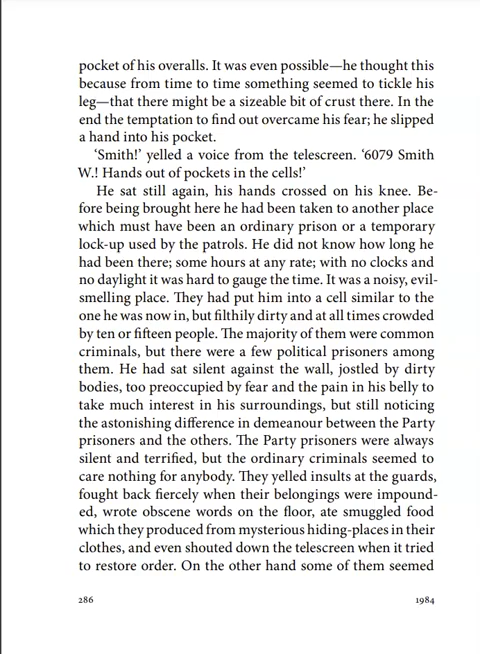 pocket of his overalls. It was even possible—he thought this
because from time to time something seemed to tickle his
leg—that there might be a sizeable bit of crust there. In the
end the temptation to find out overcame his fear; he slipped
a hand into his pocket.
‘Smith!’ yelled a voice from the telescreen. ‘6079 Smith
W.! Hands out of pockets in the cells!’
He sat still again, his hands crossed on his knee. Be-
fore being brought here he had been taken to another place
which must have been an ordinary prison or a temporary
lock-up used by the patrols. He did not know how long he
had been there; some hours at any rate; with no clocks and
no daylight it was hard to gauge the time. It was a noisy, evil-
smelling place. They had put him into a cell similar to the
one he was now in, but filthily dirty and at all times crowded
by ten or fifteen people. The majority of them were common
criminals, but there were a few political prisoners among
them. He had sat silent against the wall, jostled by dirty
bodies, too preoccupied by fear and the pain in his belly to
take much interest in his surroundings, but still noticing
the astonishing difference in demeanour between the Party
prisoners and the others. The Party prisoners were always
silent and terrified, but the ordinary criminals seemed to
care nothing for anybody. They yelled insults at the guards,
fought back fiercely when their belongings were impound-
ed, wrote obscene words on the floor, ate smuggled food
which they produced from mysterious hiding-places in their
clothes, and even shouted down the telescreen when it tried
to restore order. On the other hand some of them seemed
286 1984